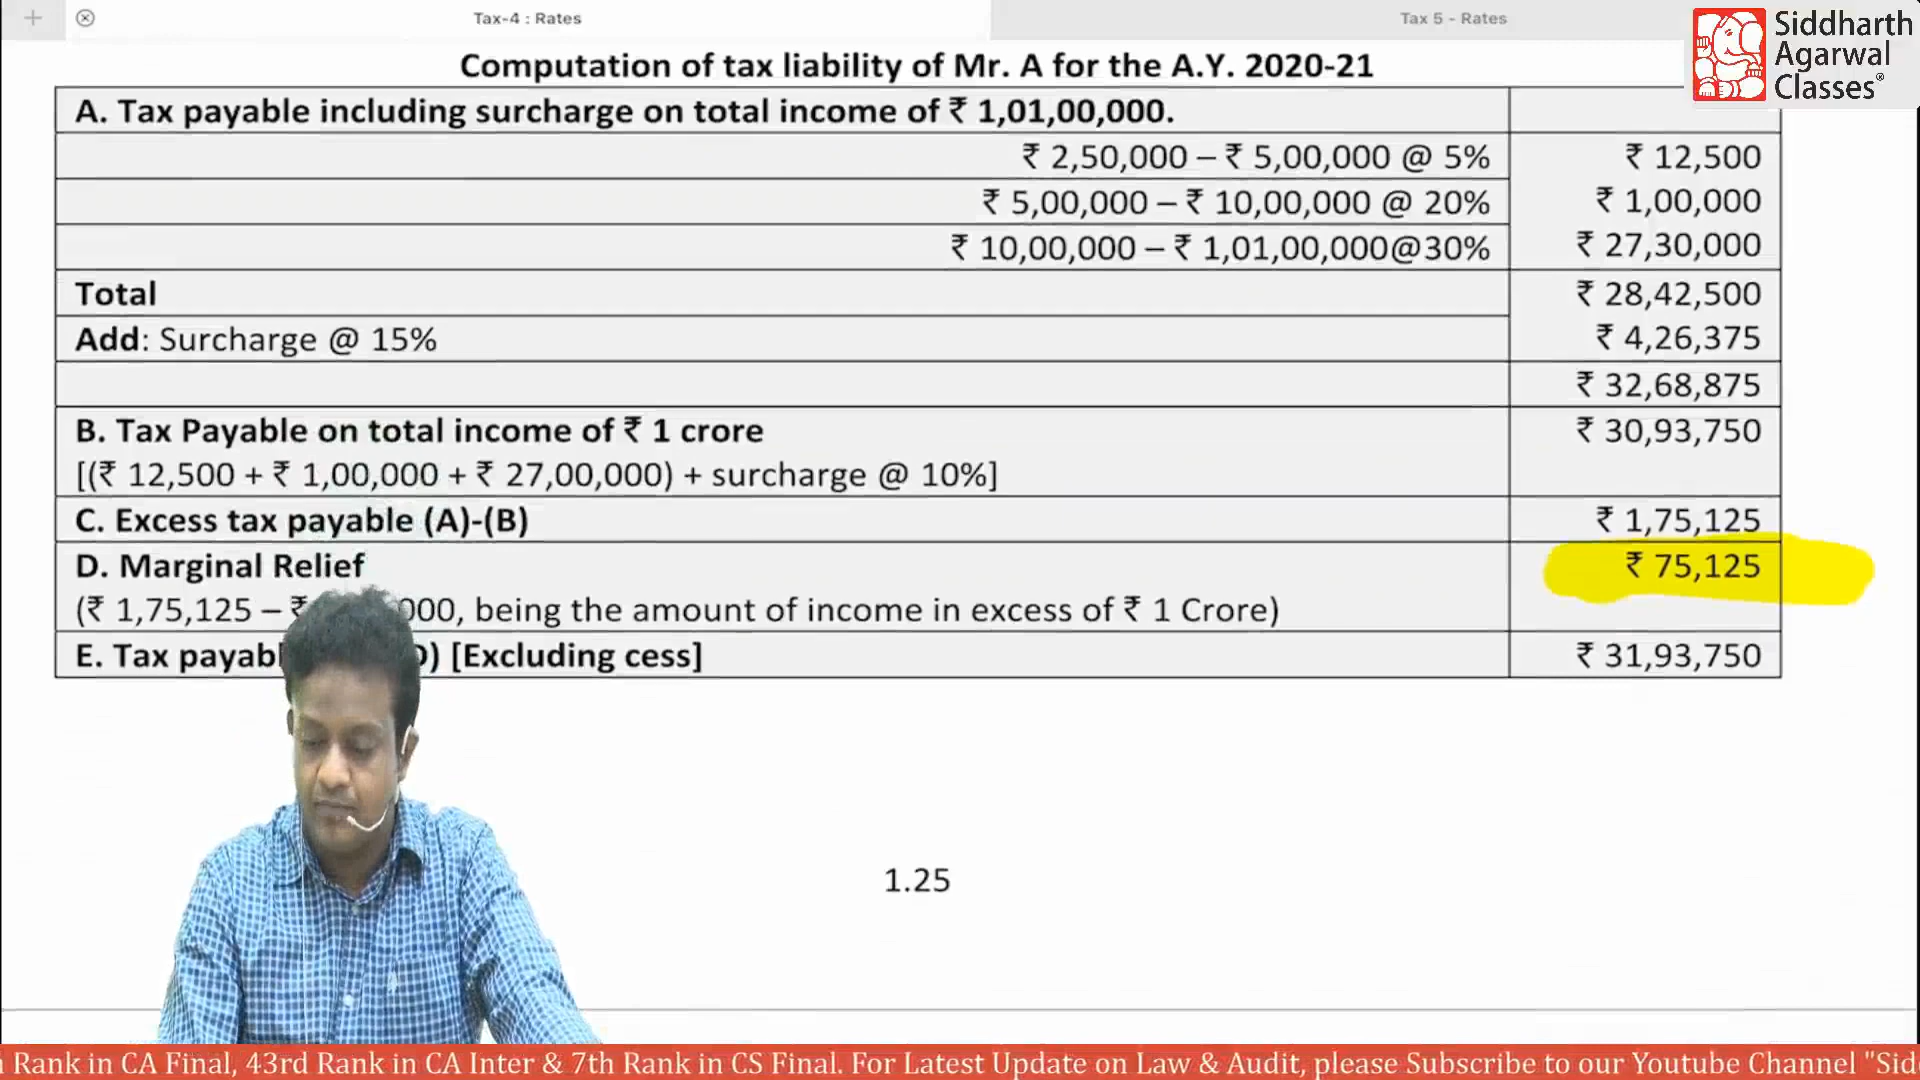 Tax-4 : Rates
Tax 5 - Rates
Siddharth
Agarwal
Classes®
Computation of tax liability of Mr. A for the A.Y. 2020-21
A. Tax payable including surcharge on total income of ₹ 1,01,00,000.
₹ 2,50,000 – ₹ 5,00,000 @ 5% ₹ 12,500
₹ 5,00,000 – ₹ 10,00,000 @ 20% ₹ 1,00,000
₹ 10,00,000 – ₹ 1,01,00,000@30% ₹ 27,30,000
Total ₹ 28,42,500
Add: Surcharge @ 15% ₹ 4,26,375
₹ 32,68,875
B. Tax Payable on total income of ₹ 1 crore ₹ 30,93,750
[(₹ 12,500 + ₹ 1,00,000 + ₹ 27,00,000) + surcharge @ 10%]
C. Excess tax payable (A)-(B) ₹ 1,75,125
D. Marginal Relief ₹ 75,125
(₹ 1,75,125 – ₹ 000, being the amount of income in excess of ₹ 1 Crore)
E. Tax [Excluding cess] ₹ 31,93,750
1.25
Rank in CA Final, 43rd Rank in CA Inter & 7th Rank in CS Final. For Latest Update on Law & Audit, please Subscribe to our Youtube Channel "Sid